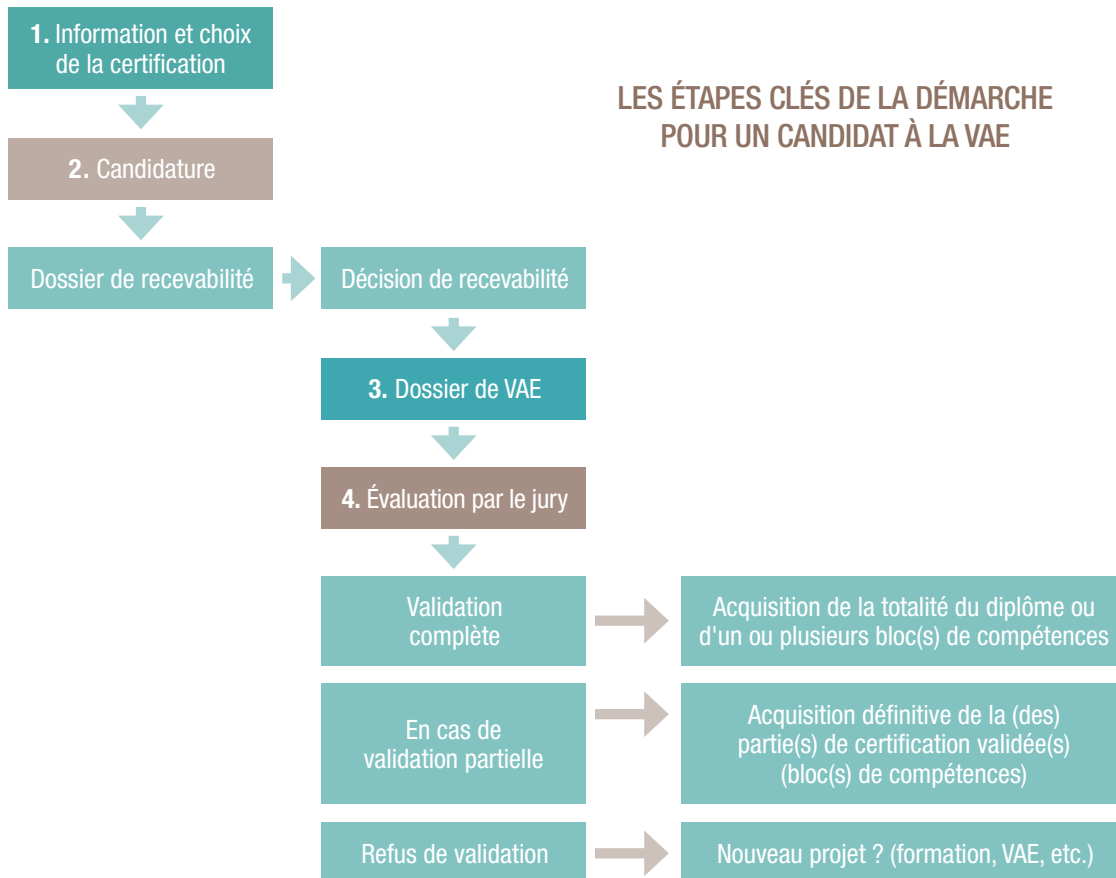 1. Information et choix
de la certification
LES ÉTAPES CLÉS DE LA DÉMARCHE
POUR UN CANDIDAT À LA VAE
2. Candidature
Dossier de recevabilité
Décision de recevabilité
3. Dossier de VAE
4. Évaluation par le jury
Validation
complète
Acquisition de la totalité du diplôme ou
d'un ou plusieurs bloc(s) de compétences
En cas de
validation partielle
Acquisition définitive de la (des)
partie(s) de certification validée(s)
(bloc(s) de compétences)
Refus de validation
Nouveau projet ? (formation, VAE, etc.)